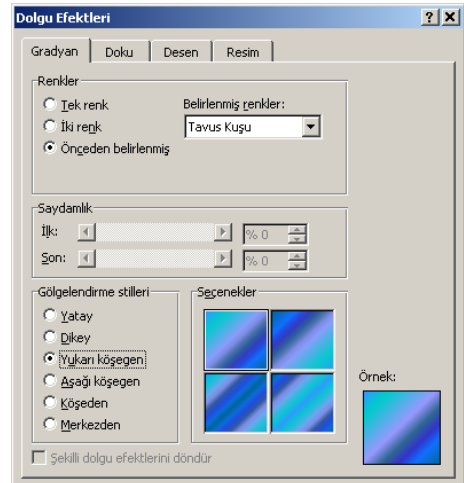 Dolgu Efektleri
Gradyan Doku Desen Resim
Renkler
Tek renk
İki renk
Önceden belirlenmiş
Belirlenmiş renkler:
Tavus Kuşu
Saydamlık
İlk: % 0
Son: % 0
Gölgelendirme stilleri
Yatay
Dikey
Yukarı köşegen
Aşağı köşegen
Köşeden
Merkezden
Seçenekler
Örnek:
Şekilli dolgu efektlerini döndür